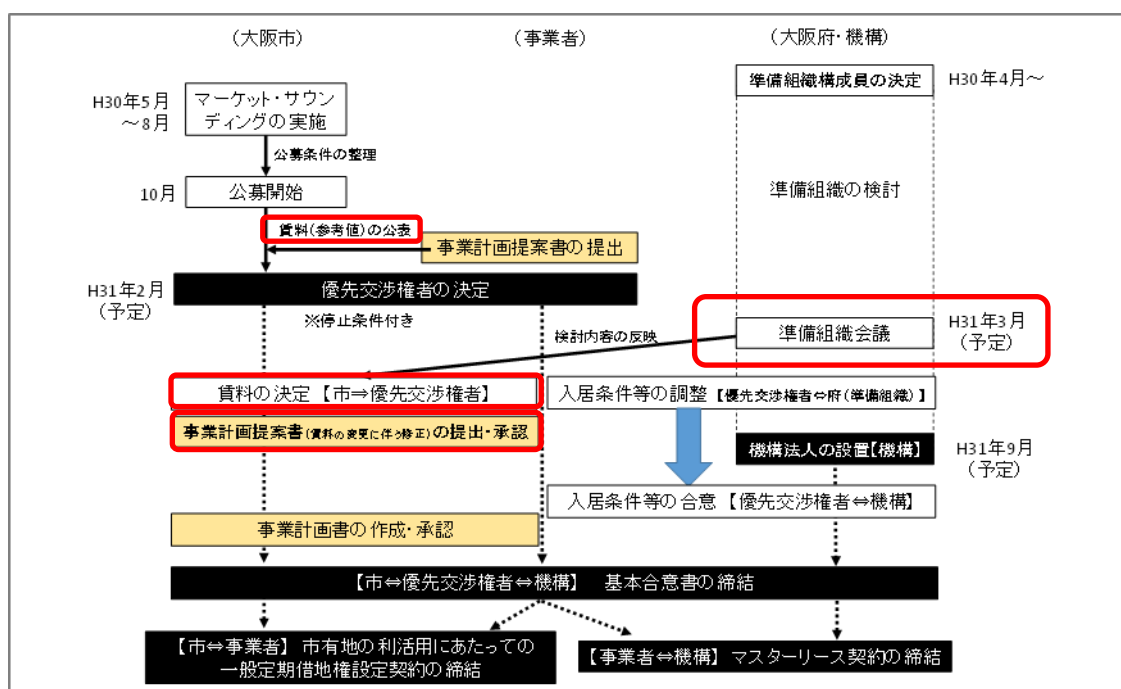 (大阪市)
(事業者)
(大阪府・機構)
準備組織構成員の決定
H30年4月～
H30年5月
～8月
マーケット・サウン
ディングの実施
公募条件の整理
10月
公募開始
準備組織の検討
賃料(参考値)の公表
事業計画提案書の提出
H31年2月
(予定)
優先交渉権者の決定
※停止条件付き
検討内容の反映
準備組織会議
H31年3月
(予定)
賃料の決定【市⇒優先交渉権者】
入居条件等の調整【優先交渉権者⇔府(準備組織)】
事業計画提案書(賃料の変更に伴う修正)の提出・承認
機構法人の設置【機構】
H31年9月
(予定)
入居条件等の合意【優先交渉権者⇔機構】
事業計画書の作成・承認
【市⇔優先交渉権者⇔機構】 基本合意書の締結
【市⇔事業者】市有地の利活用にあたっての
一般定期借地権設定契約の締結
【事業者⇔機構】マスターリース契約の締結